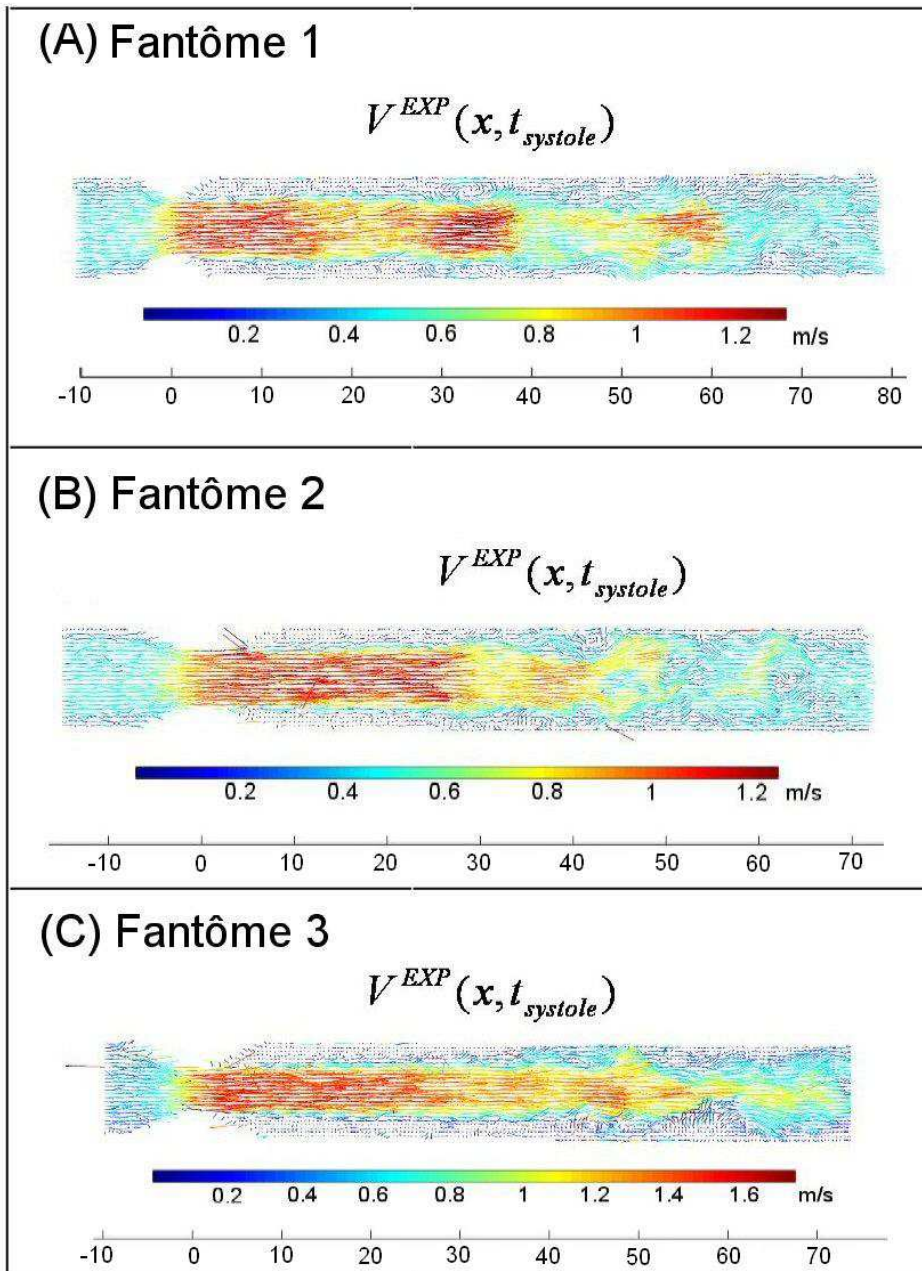 (A) Fantôme 1
V^EXP(x, t_systole)
0.2 0.4 0.6 0.8 1 1.2 m/s
-10 0 10 20 30 40 50 60 70 80
(B) Fantôme 2
V^EXP(x, t_systole)
0.2 0.4 0.6 0.8 1 1.2 m/s
-10 0 10 20 30 40 50 60 70
(C) Fantôme 3
V^EXP(x, t_systole)
0.2 0.4 0.6 0.8 1 1.2 1.4 1.6 m/s
-10 0 10 20 30 40 50 60 70